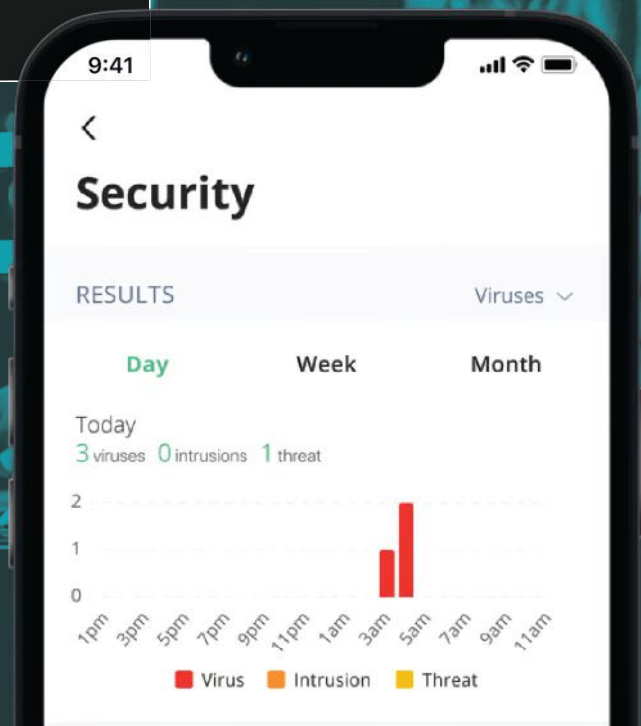 9:41
Security
RESULTS Viruses
Day Week Month
Today
3 viruses 0 intrusions 1 threat
2
1
0
1pm 3pm 5pm 7pm 9pm 11pm 1am 3am 5am 7am 9am 11am
Virus Intrusion Threat